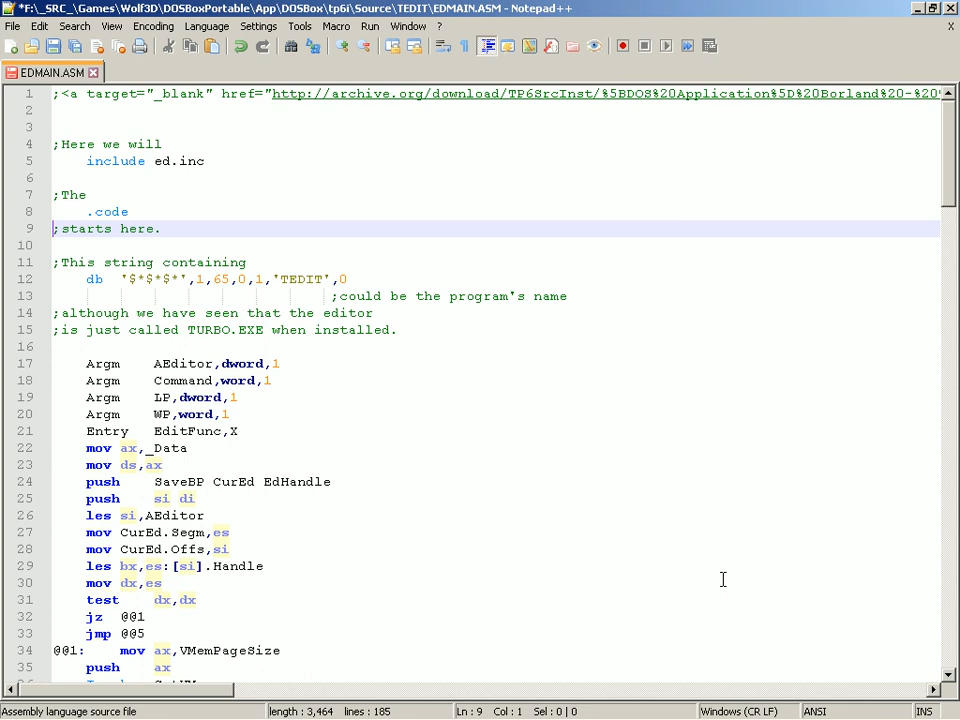 *F:\_SRC_\Games\Wolf3D\DOSBoxPortable\App\DOSBox\tp6i\Source\TEDIT\EDMAIN.ASM - Notepad++
File Edit Search View Encoding Language Settings Tools Macro Run Window ? X
EDMAIN.ASM
1 ;<a target="_blank" href="http://archive.org/download/TP6SrcInst/%5BDOS%20Application%5D%20Borland%20-%20
2
3
4 ;Here we will
5 include ed.inc
6
7 ;The
8 .code
9 ;starts here.
10
11 ;This string containing
12 db '$*$*$*',1,65,0,1,'TEDIT',0
13 ;could be the program's name
14 ;although we have seen that the editor
15 ;is just called TURBO.EXE when installed.
16
17 Argm AEditor,dword,1
18 Argm Command,word,1
19 Argm LP,dword,1
20 Argm WP,word,1
21 Entry EditFunc,X
22 mov ax,_Data
23 mov ds,ax
24 push SaveBP CurEd EdHandle
25 push si di
26 les si,AEditor
27 mov CurEd.Segm,es
28 mov CurEd.Offs,si
29 les bx,es:[si].Handle
30 mov dx,es
31 test dx,dx
32 jz @@1
33 jmp @@5
34 @@1: mov ax,VMemPageSize
35 push ax
Assembly language source file length : 3,464 lines : 185 Ln : 9 Col : 1 Sel : 0 | 0 Windows (CR LF) ANSI INS